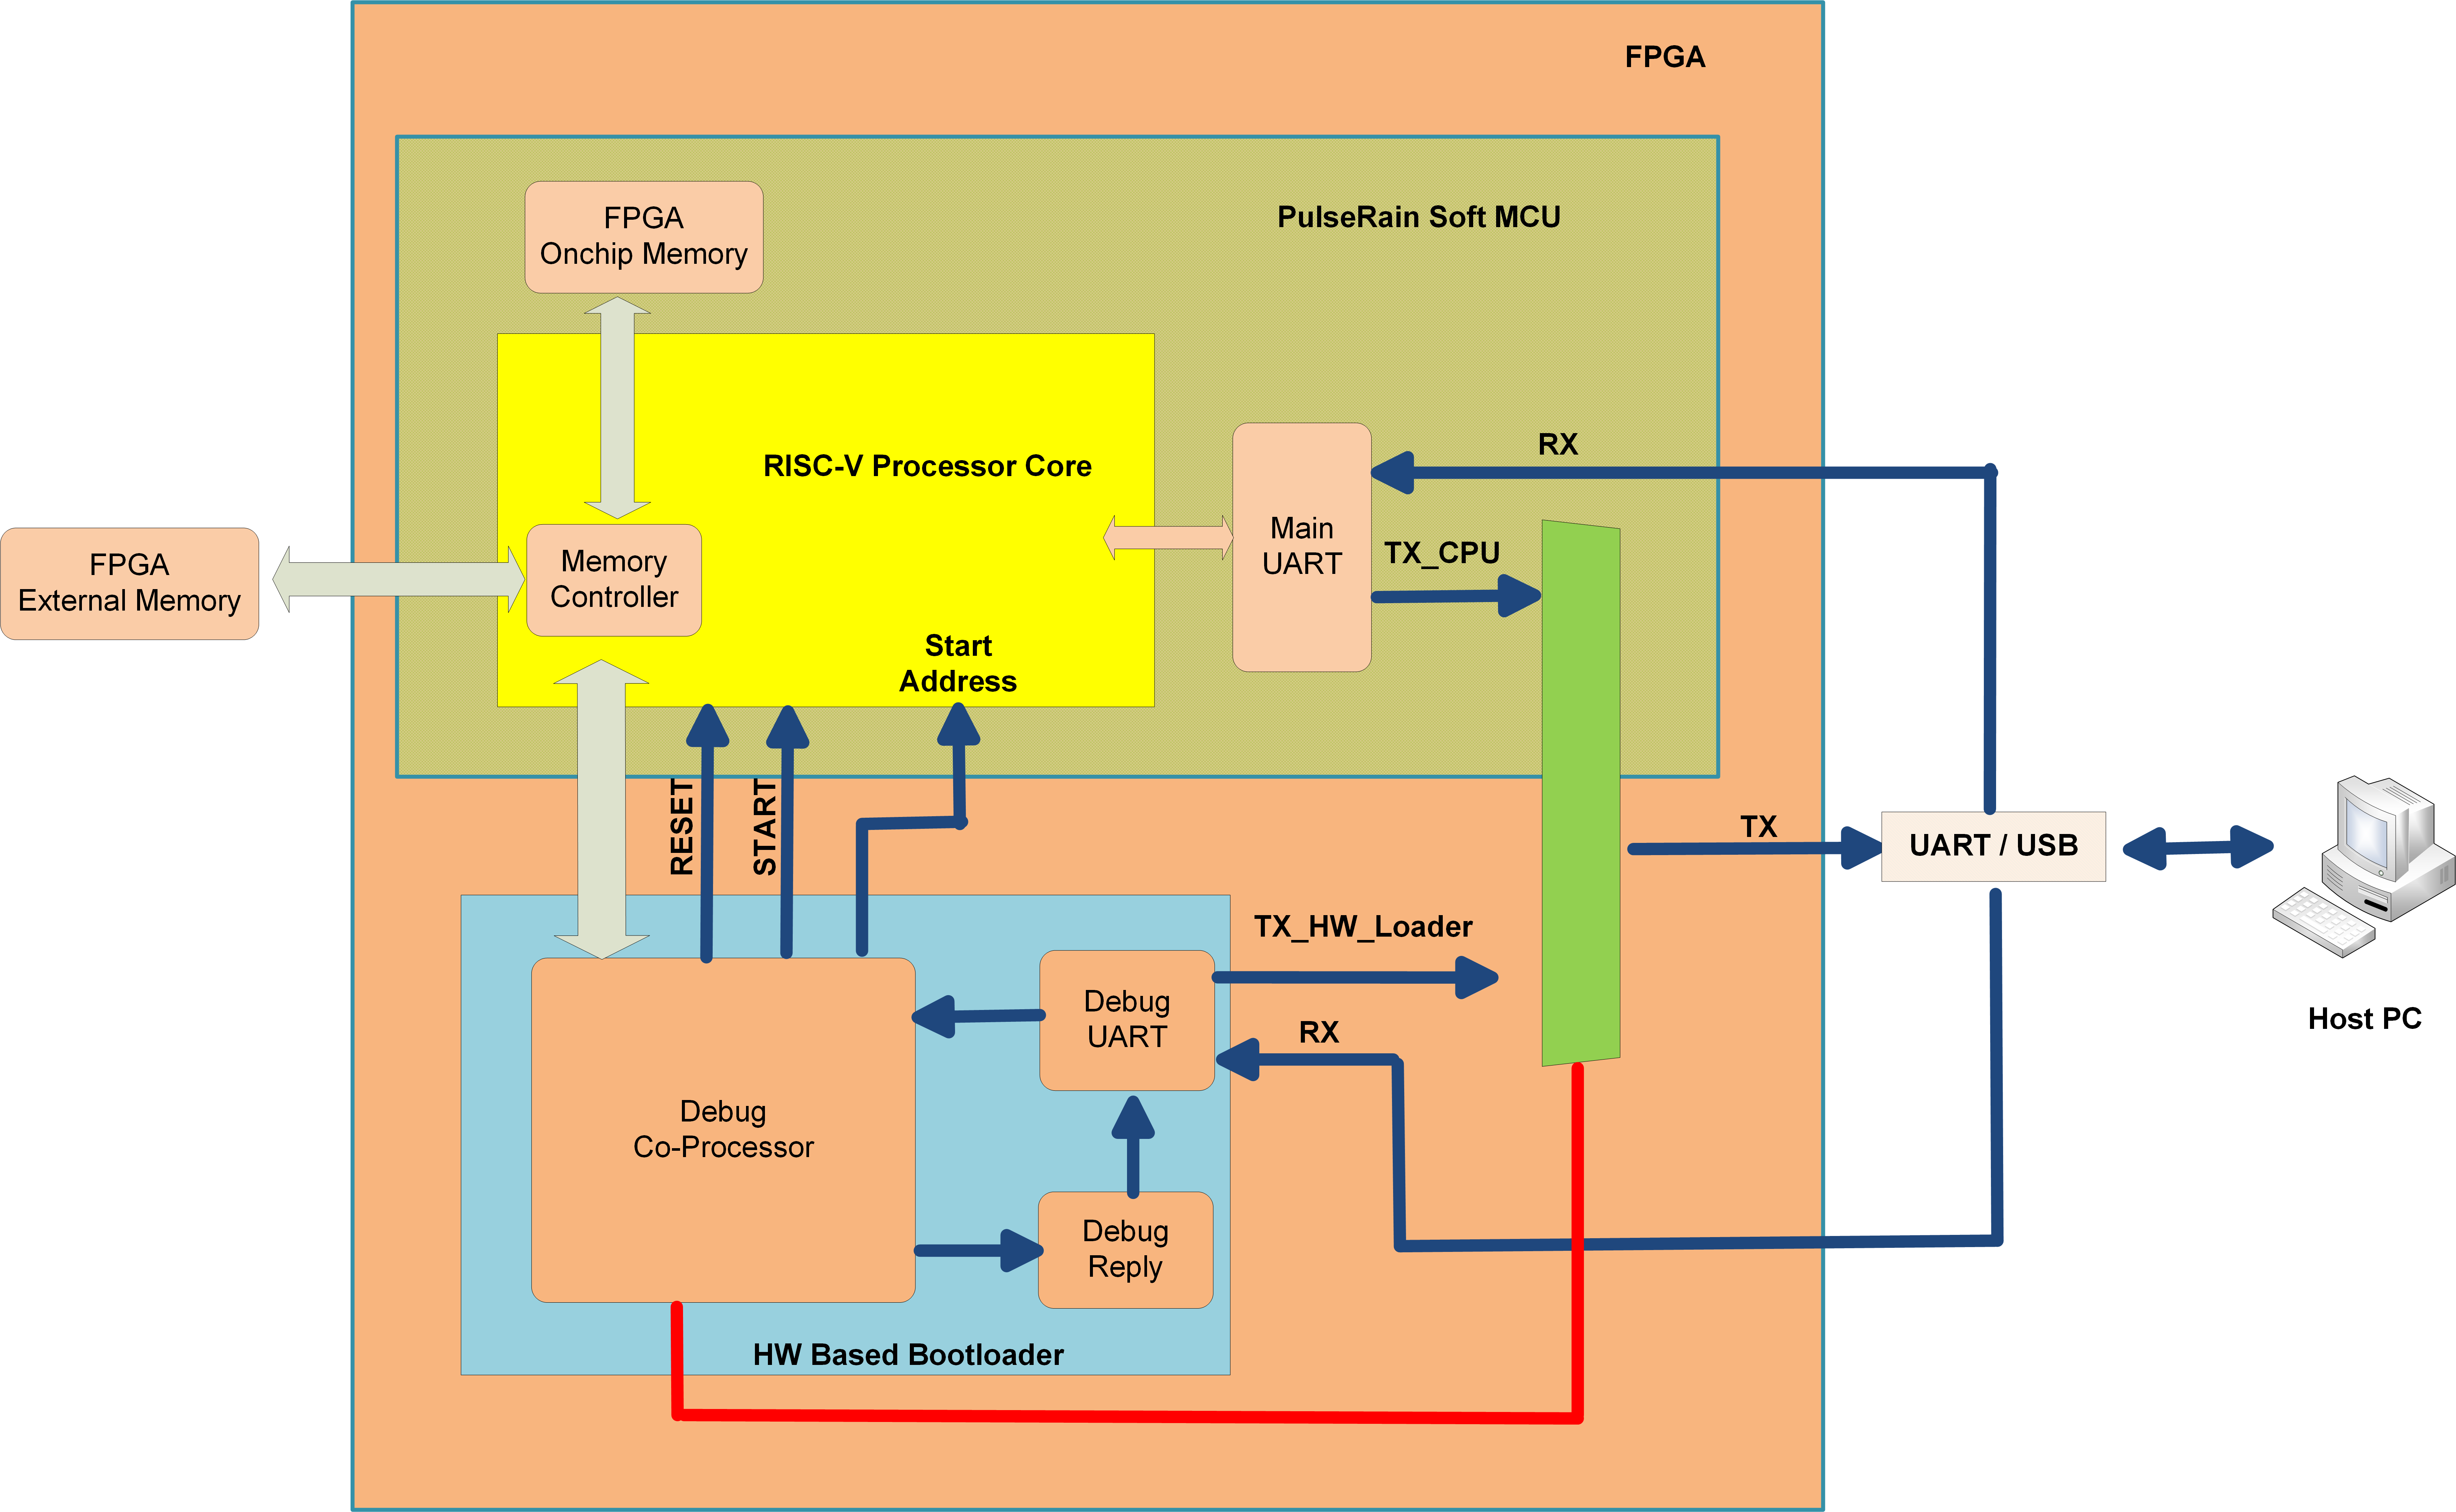 FPGA
PulseRain Soft MCU
FPGA
Onchip Memory
RISC-V Processor Core
RX
Main
UART
TX_CPU
FPGA
External Memory
Memory
Controller
Start
Address
RESET
START
TX
UART / USB
TX_HW_Loader
Debug
UART
RX
Host PC
Debug
Co-Processor
Debug
Reply
HW Based Bootloader